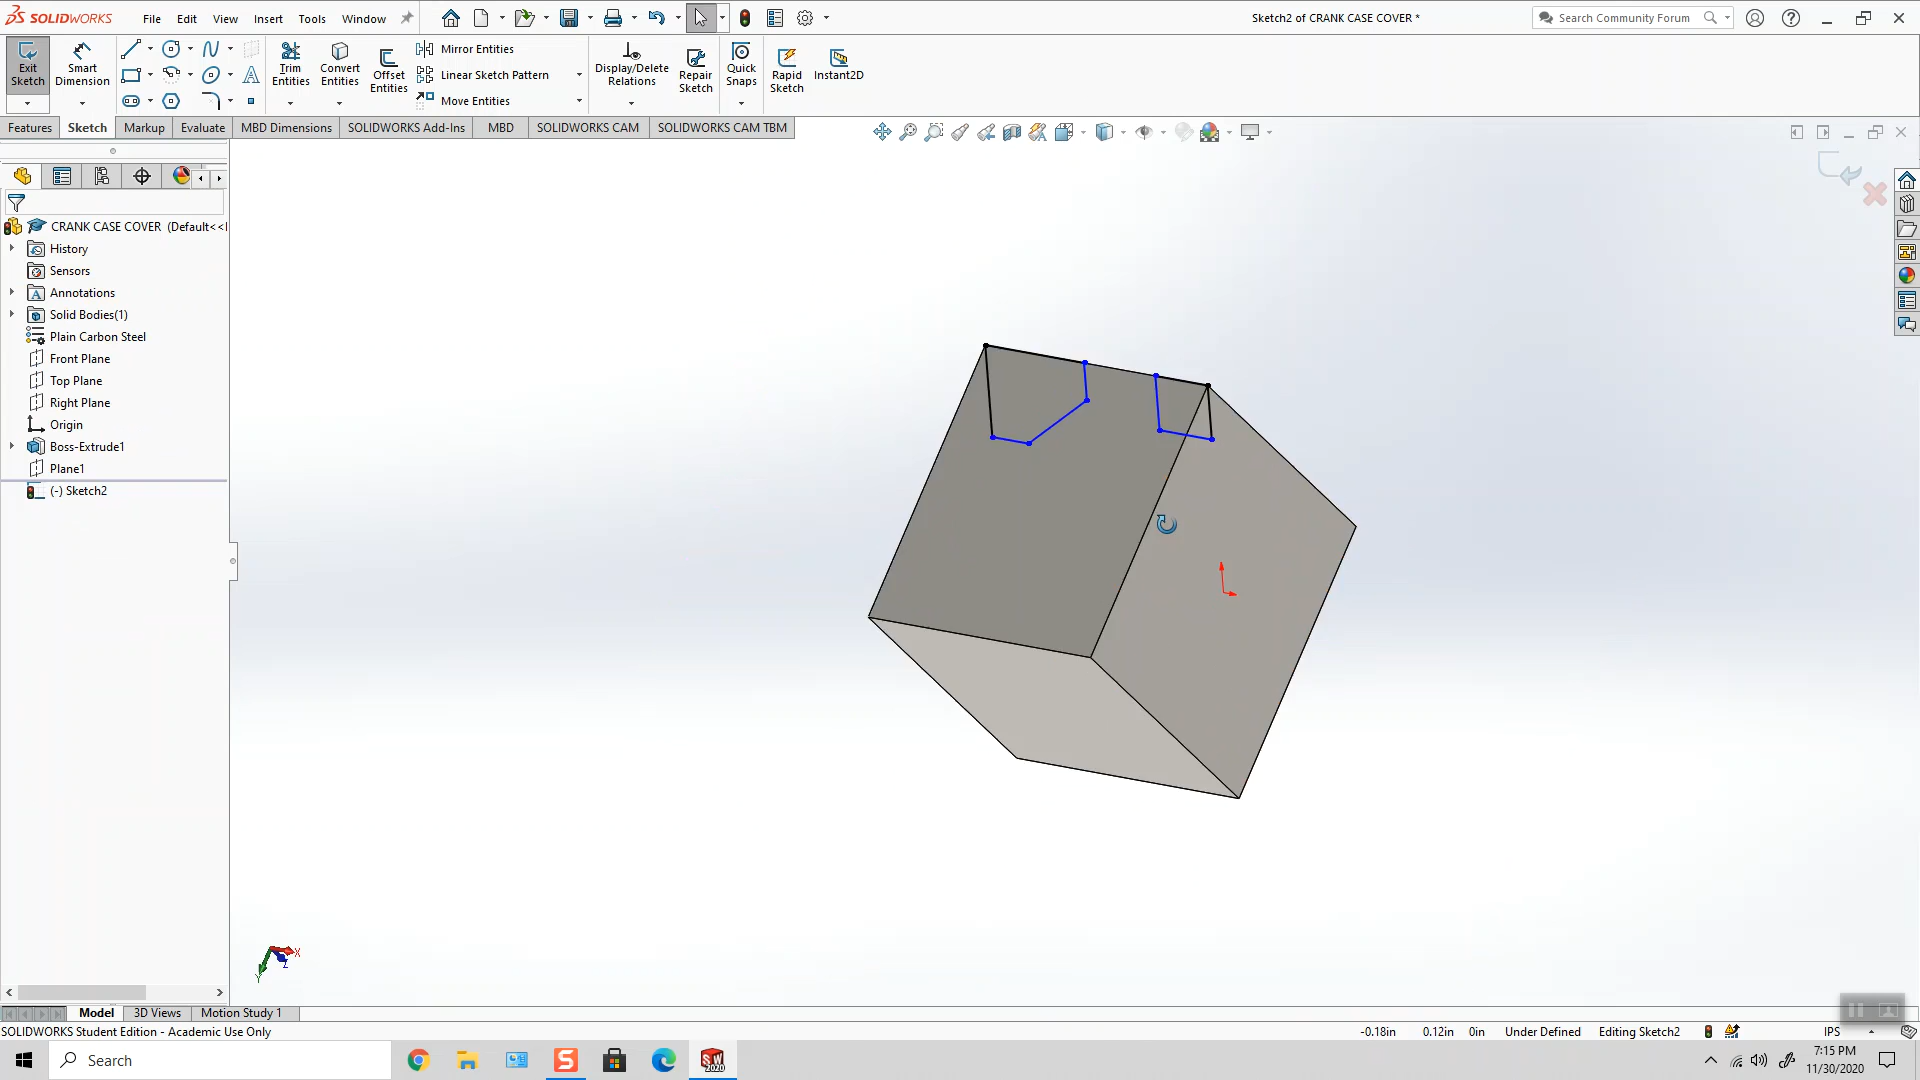 SOLIDWORKS File Edit View Insert Tools Window Sketch2 of CRANK CASE COVER * Search Community Forum
Exit Sketch
Smart Dimension
Trim Entities
Convert Entities
Offset Entities
Mirror Entities
Linear Sketch Pattern
Move Entities
Display/Delete Relations
Repair Sketch
Quick Snaps
Rapid Sketch
Instant2D
Features Sketch Markup Evaluate MBD Dimensions SOLIDWORKS Add-Ins MBD SOLIDWORKS CAM SOLIDWORKS CAM TBM
CRANK CASE COVER (Default<<
History
Sensors
Annotations
Solid Bodies(1)
Plain Carbon Steel
Front Plane
Top Plane
Right Plane
Origin
Boss-Extrude1
Plane1
(-) Sketch2
X
Y
Z
Model 3D Views Motion Study 1
SOLIDWORKS Student Edition - Academic Use Only -0.18in 0.12in 0in Under Defined Editing Sketch2 IPS
Search
S
SW
2020
7:15 PM
11/30/2020